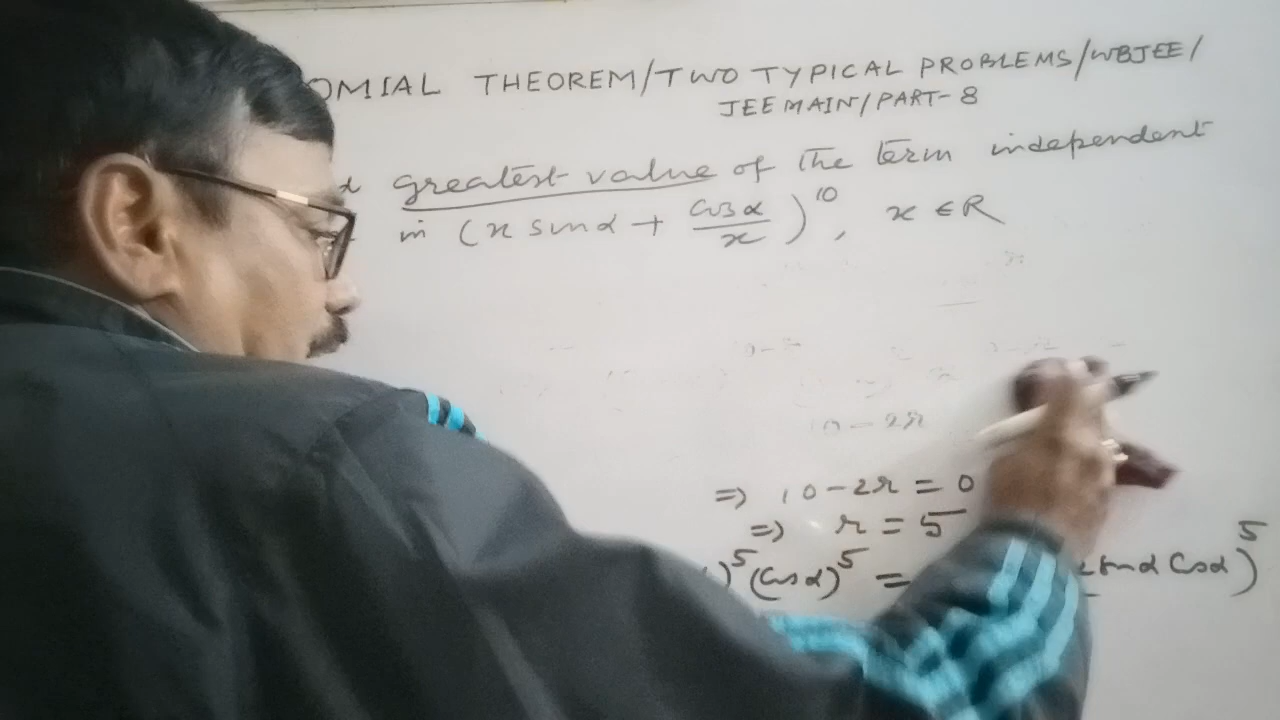 OMIAL THEOREM/TWO TYPICAL PROBLEMS/WBJEE/
JEE MAIN/PART-8
d greatest value of the term independent
in (x sinα + cosα/x)^10, x ∈ R
10-2r
=> 10-2r = 0
=> r = 5
)^5 (cosα)^5 = sinα cosα)^5